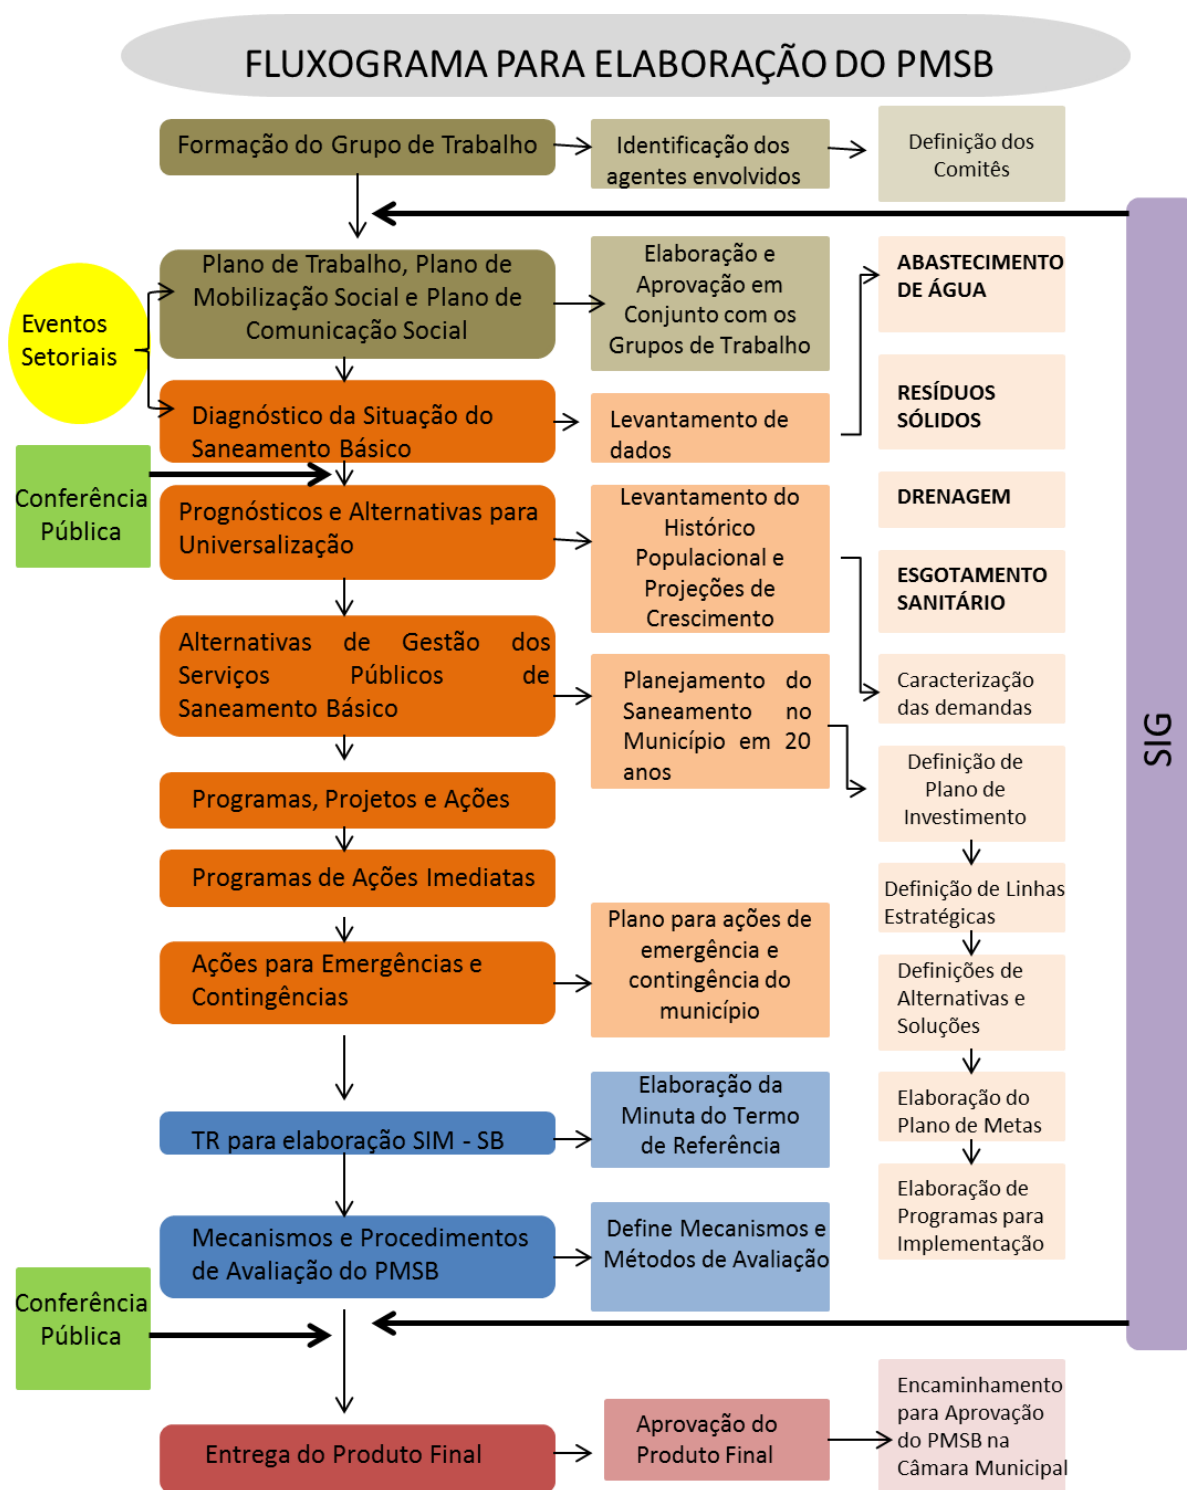 FLUXOGRAMA PARA ELABORAÇÃO DO PMSB
Formação do Grupo de Trabalho
Identificação dos
agentes envolvidos
Definição dos
Comitês
Eventos
Setoriais
Plano de Trabalho, Plano de
Mobilização Social e Plano de
Comunicação Social
Elaboração e
Aprovação em
Conjunto com os
Grupos de Trabalho
ABASTECIMENTO
DE ÁGUA
Diagnóstico da Situação do
Saneamento Básico
Levantamento de
dados
RESÍDUOS
SÓLIDOS
Conferência
Pública
Prognósticos e Alternativas para
Universalização
Levantamento do
Histórico
Populacional e
Projeções de
Crescimento
DRENAGEM
ESGOTAMENTO
SANITÁRIO
Alternativas de Gestão dos
Serviços Públicos de
Saneamento Básico
Planejamento do
Saneamento no
Município em 20
anos
Caracterização
das demandas
SIG
Definição de
Plano de
Investimento
Programas, Projetos e Ações
Programas de Ações Imediatas
Definição de Linhas
Estratégicas
Ações para Emergências e
Contingências
Plano para ações de
emergência e
contingência do
município
Definições de
Alternativas e
Soluções
TR para elaboração SIM - SB
Elaboração da
Minuta do Termo
de Referência
Elaboração do
Plano de Metas
Mecanismos e Procedimentos
de Avaliação do PMSB
Define Mecanismos e
Métodos de Avaliação
Elaboração de
Programas para
Implementação
Conferência
Pública
Entrega do Produto Final
Aprovação do
Produto Final
Encaminhamento
para Aprovação
do PMSB na
Câmara Municipal